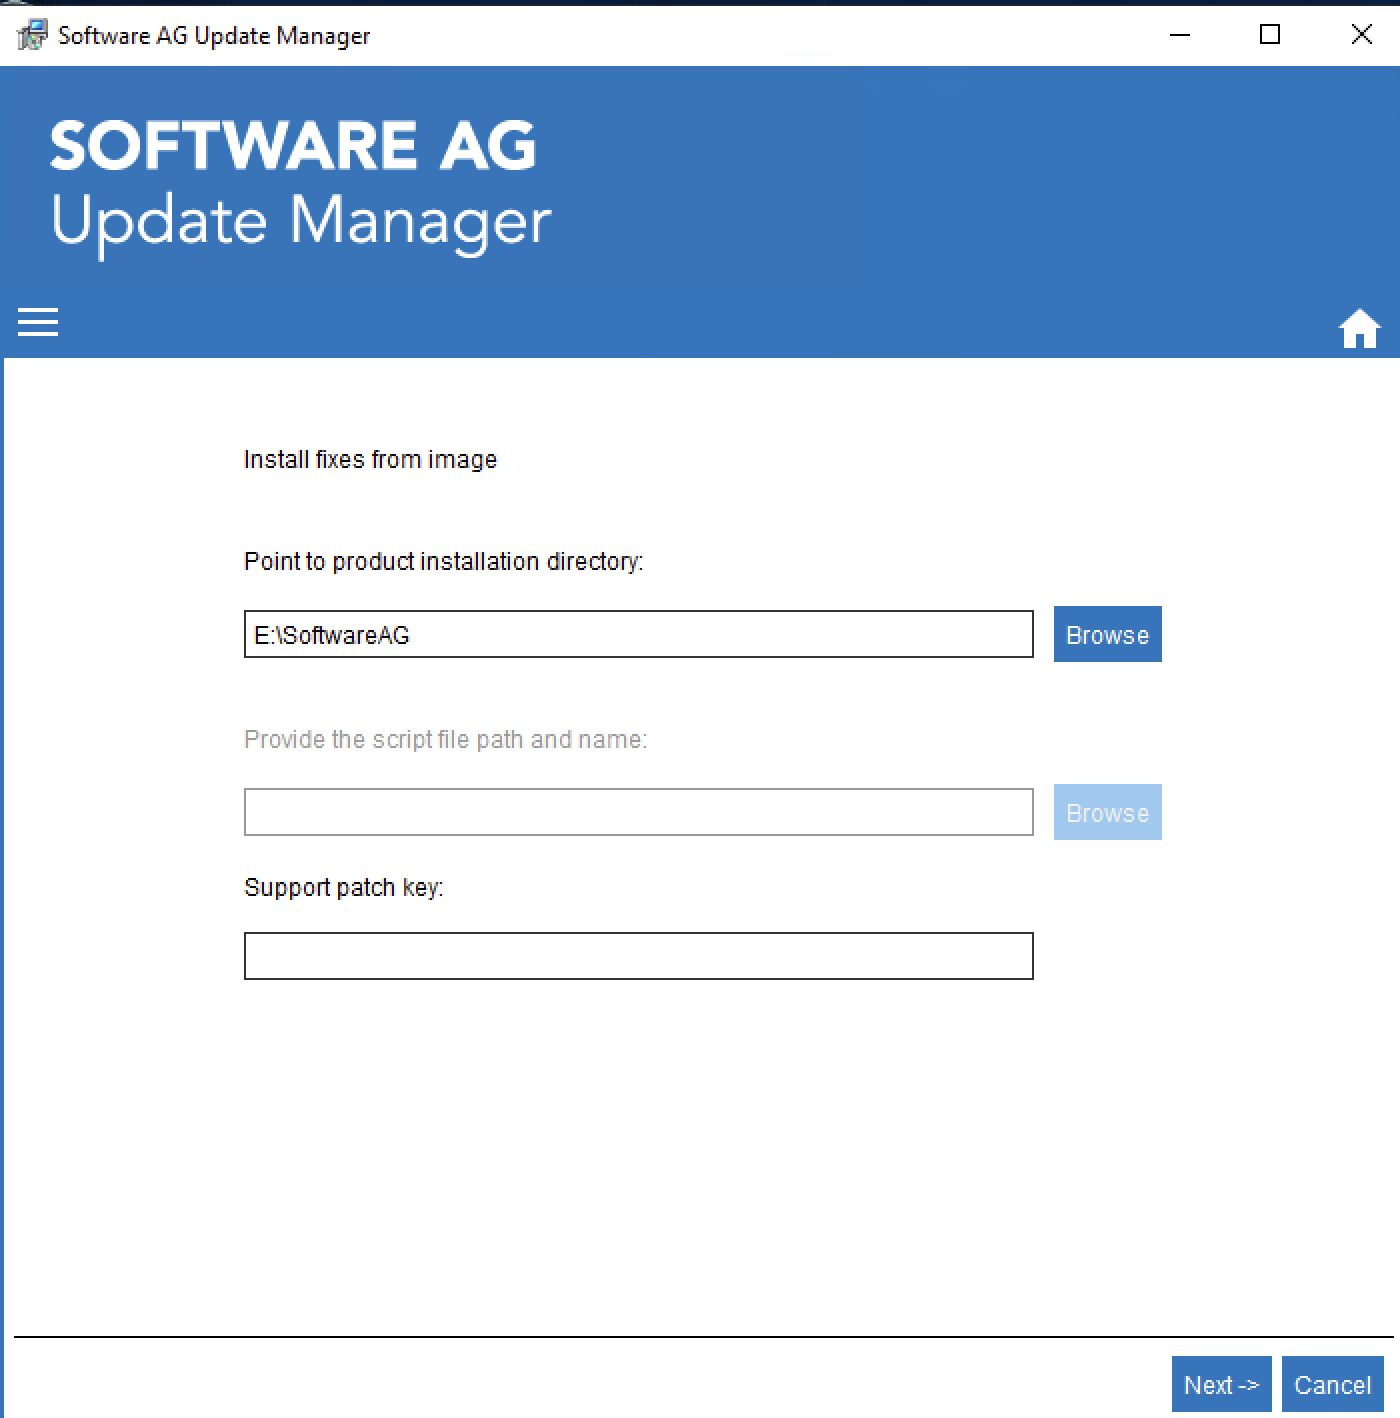 Software AG Update Manager
SOFTWARE AG
Update Manager
Install fixes from image
Point to product installation directory:
E:\SoftwareAG
Browse
Provide the script file path and name:
Browse
Support patch key:
Next ->
Cancel